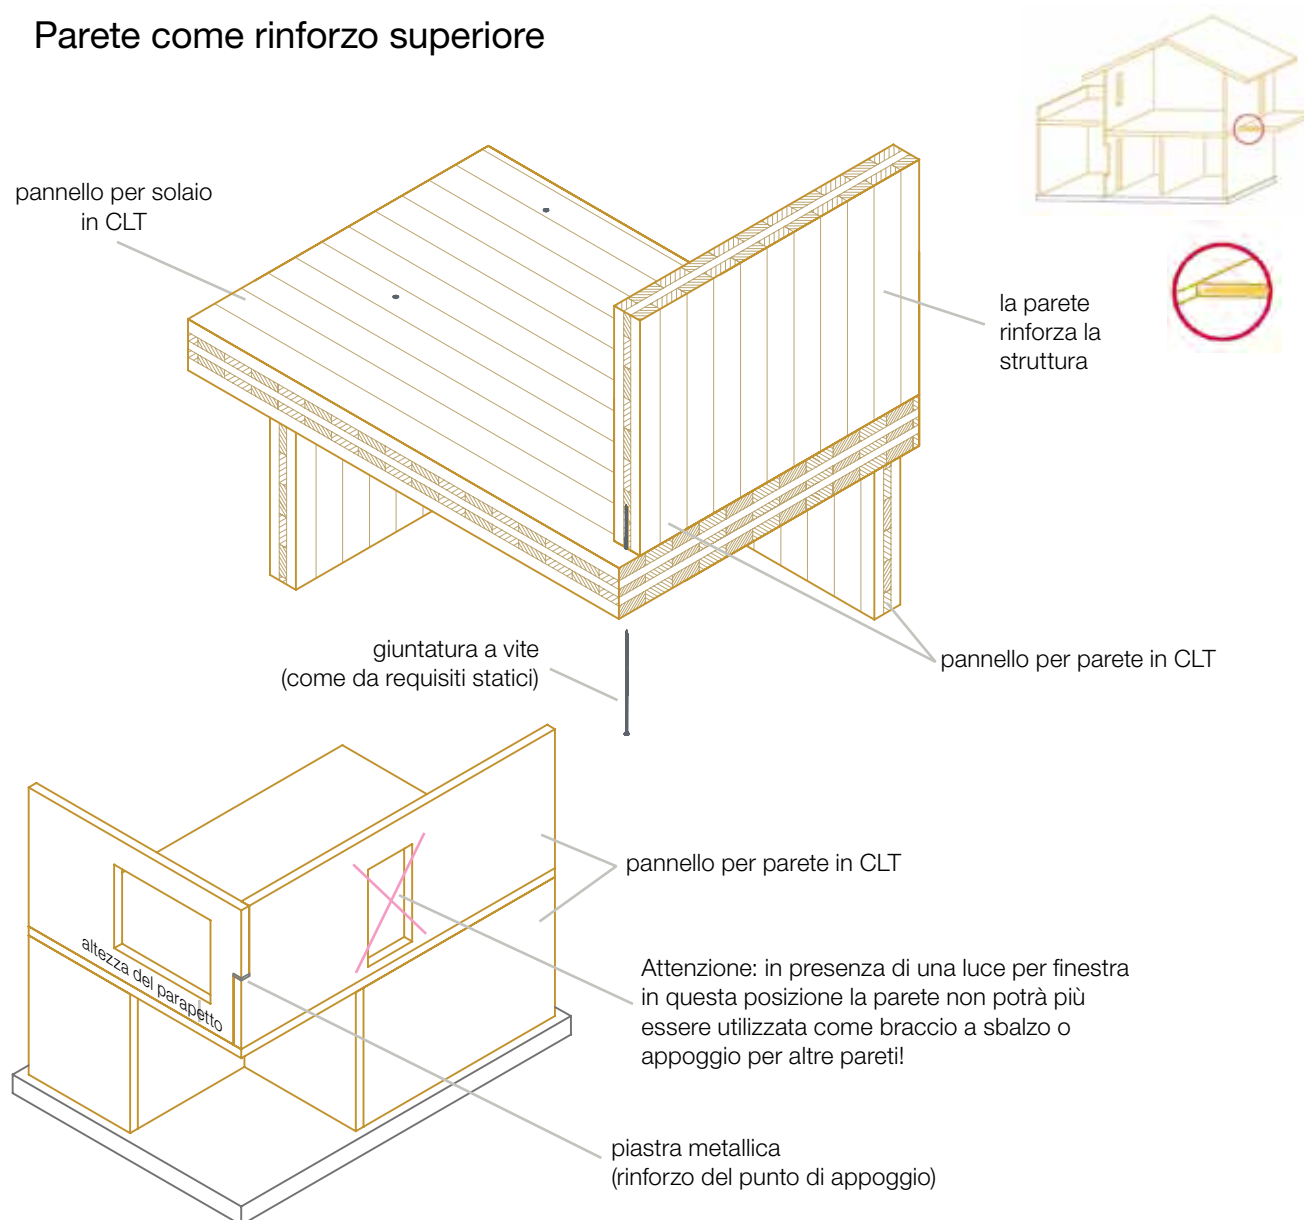 Parete come rinforzo superiore
pannello per solaio
in CLT
la parete
rinforza la
struttura
giuntatura a vite
(come da requisiti statici)
pannello per parete in CLT
pannello per parete in CLT
altezza del parapetto
Attenzione: in presenza di una luce per finestra
in questa posizione la parete non potrà più
essere utilizzata come braccio a sbalzo o
appoggio per altre pareti!
piastra metallica
(rinforzo del punto di appoggio)